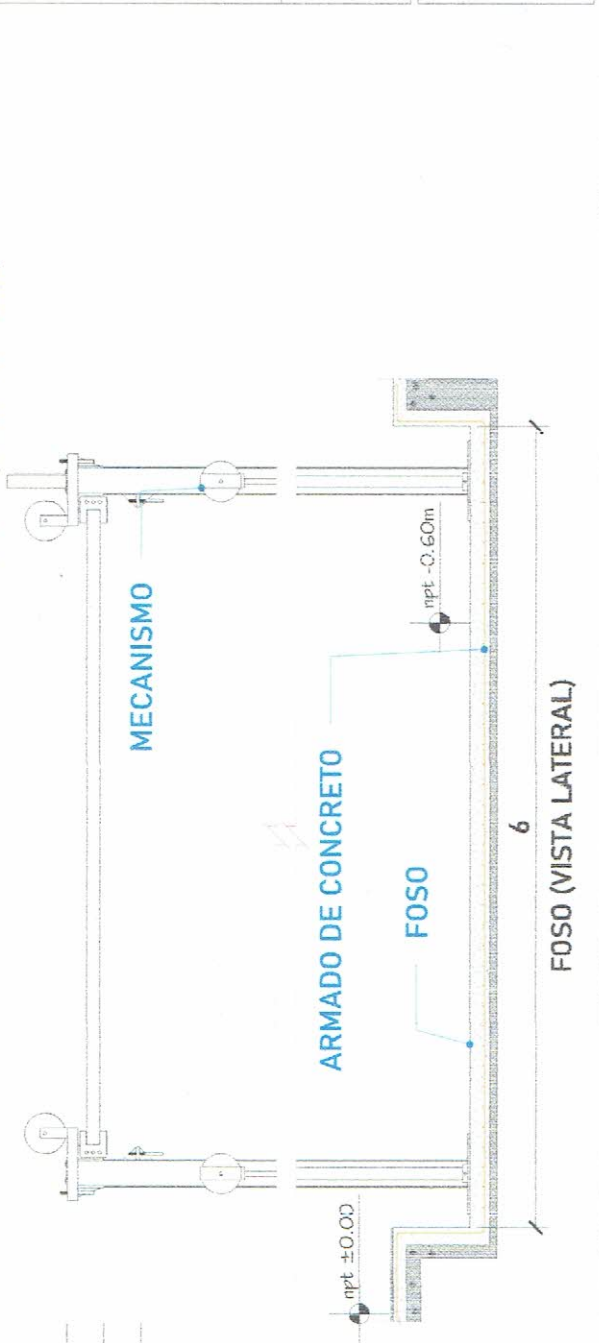 MECANISMO
npt -0.60m
ARMADO DE CONCRETO
FOSO
npt ±0.00
6
FOSO (VISTA LATERAL)